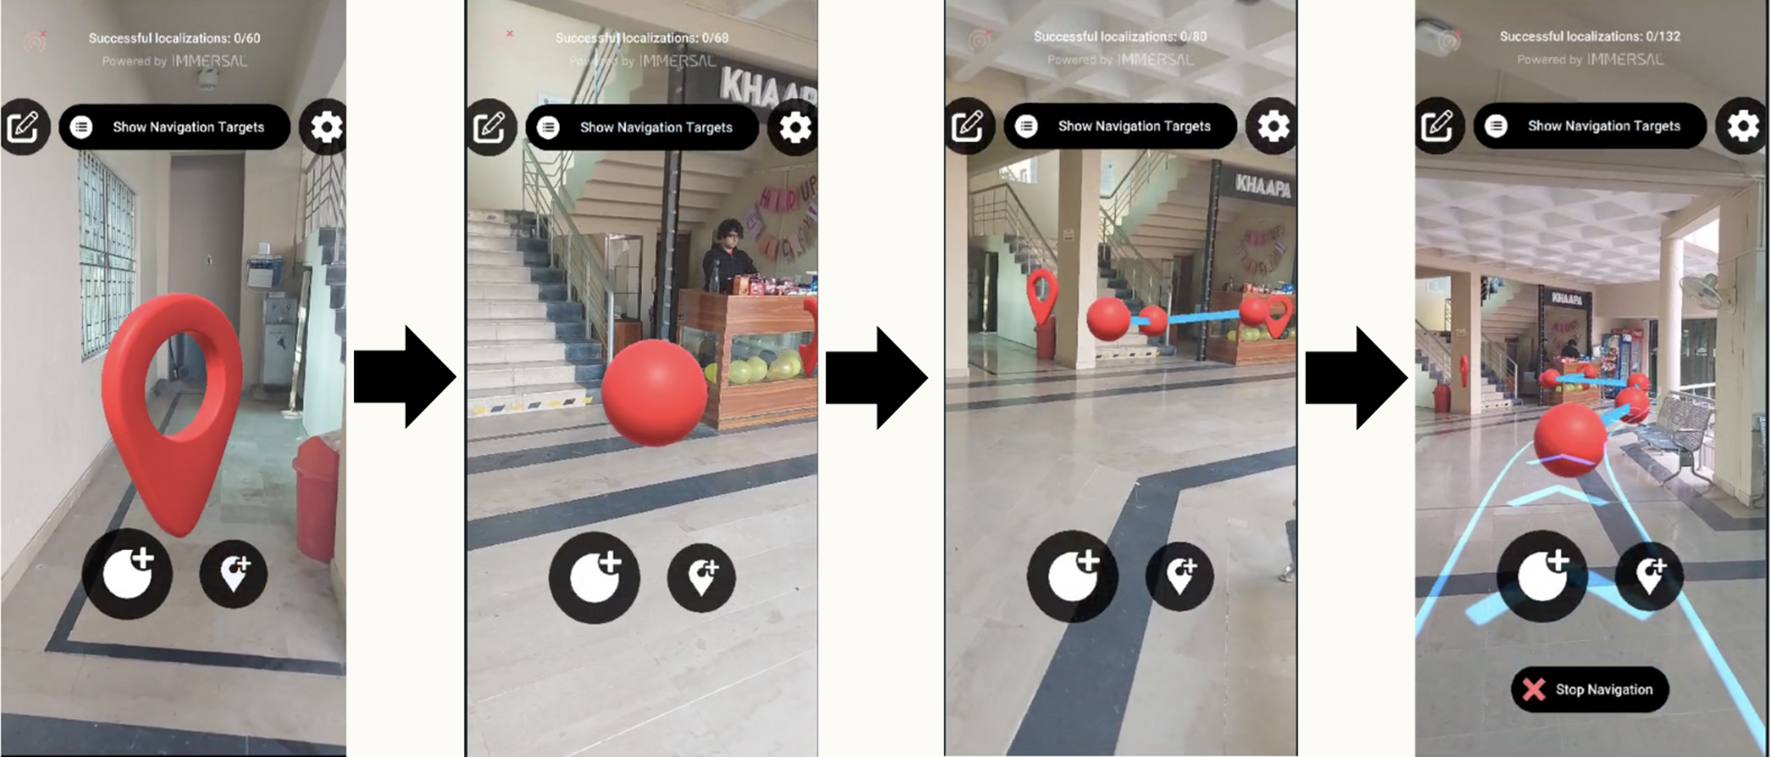 Successful localizations: 0/60
Powered by IMMERSAL
Show Navigation Targets
Successful localizations: 0/68
Powered by IMMERSAL
KHAAPA
Show Navigation Targets
Successful localizations: 0/80
Powered by IMMERSAL
Show Navigation Targets
KHAAPA
Successful localizations: 0/132
Powered by IMMERSAL
Show Navigation Targets
KHAAPA
Stop Navigation